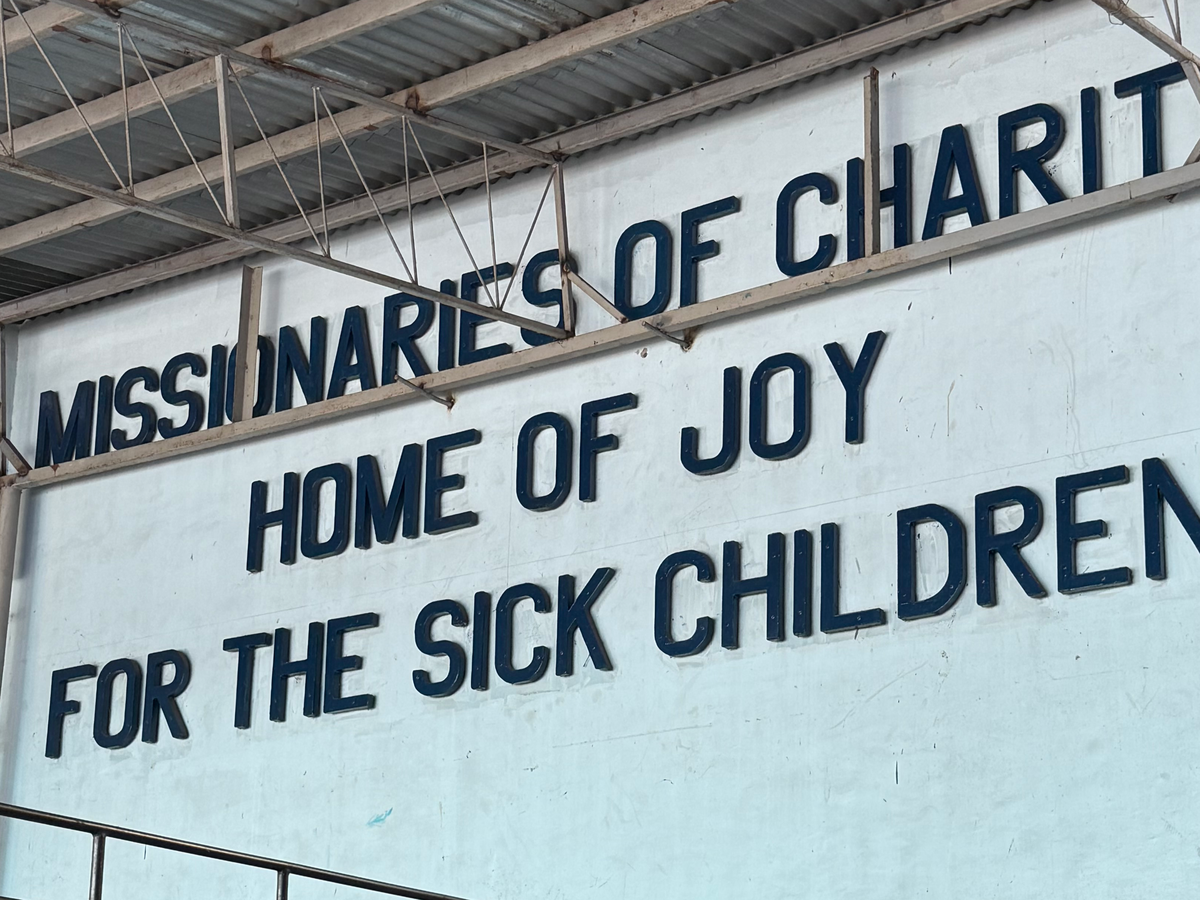 MISSIONARIES OF CHARIT
HOME OF JOY
FOR THE SICK CHILDREN